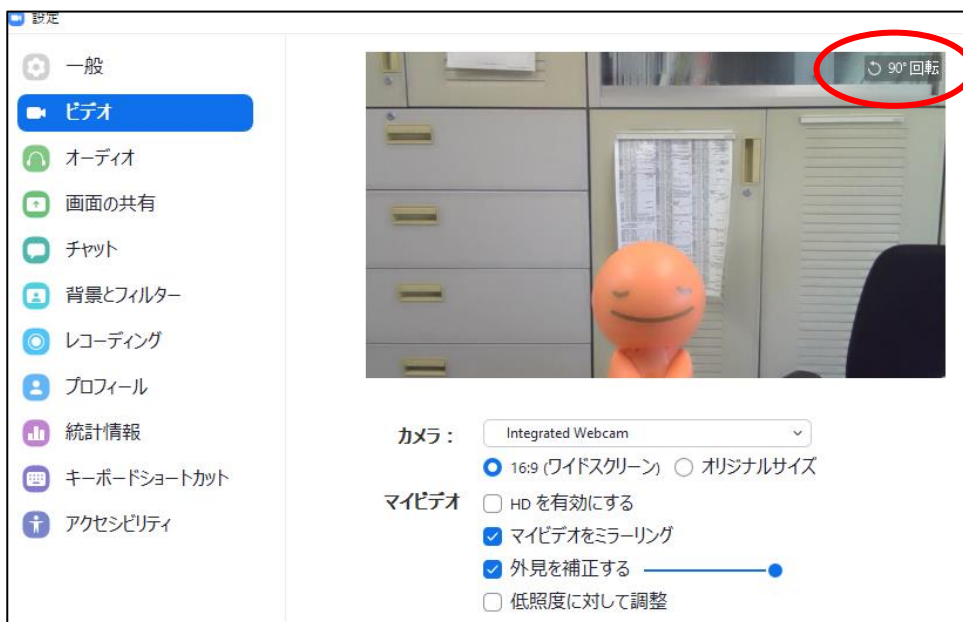 設定
一般
ビデオ
オーディオ
画面の共有
チャット
背景とフィルター
レコーディング
プロフィール
統計情報
キーボードショートカット
アクセシビリティ
90°回転
カメラ：
Integrated Webcam
16:9 (ワイドスクリーン) オリジナルサイズ
マイビデオ HD を有効にする
マイビデオをミラーリング
外見を補正する
低照度に対して調整